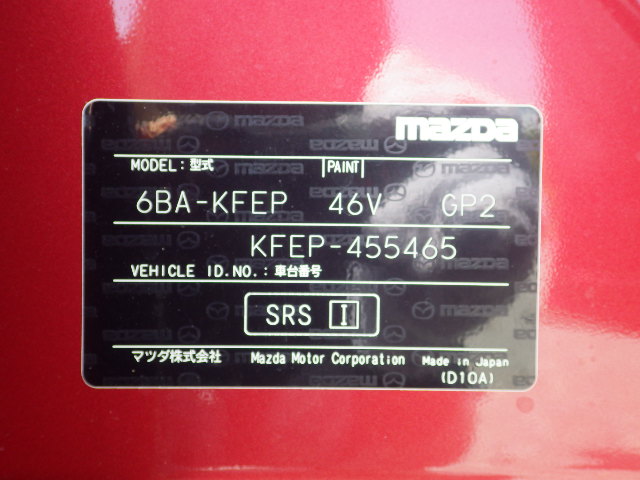 mazda
MODEL：型式 PAINT
6BA-KFEP 46V GP2
KFEP-455465
VEHICLE ID.NO.：車台番号
SRS I
マツダ株式会社 Mazda Motor Corporation Made in Japan
(D10A)